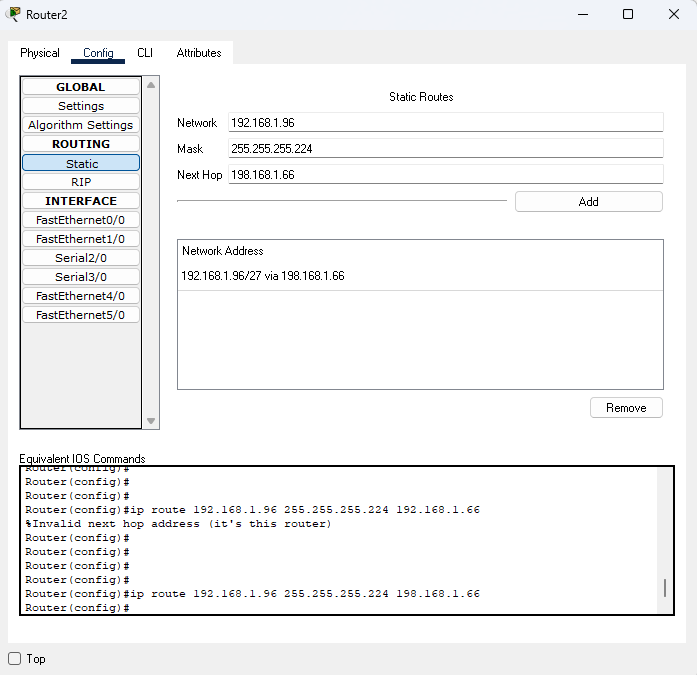 Router2
Physical Config CLI Attributes
GLOBAL
Settings
Algorithm Settings
ROUTING
Static
RIP
INTERFACE
FastEthernet0/0
FastEthernet1/0
Serial2/0
Serial3/0
FastEthernet4/0
FastEthernet5/0
Static Routes
Network 192.168.1.96
Mask 255.255.255.224
Next Hop 198.168.1.66
Add
Network Address
192.168.1.96/27 via 198.168.1.66
Remove
Equivalent IOS Commands
Router(config)#
Router(config)#
Router(config)#
Router(config)#ip route 192.168.1.96 255.255.255.224 192.168.1.66
%Invalid next hop address (it's this router)
Router(config)#
Router(config)#
Router(config)#
Router(config)#
Router(config)#ip route 192.168.1.96 255.255.255.224 198.168.1.66
Router(config)#
Top